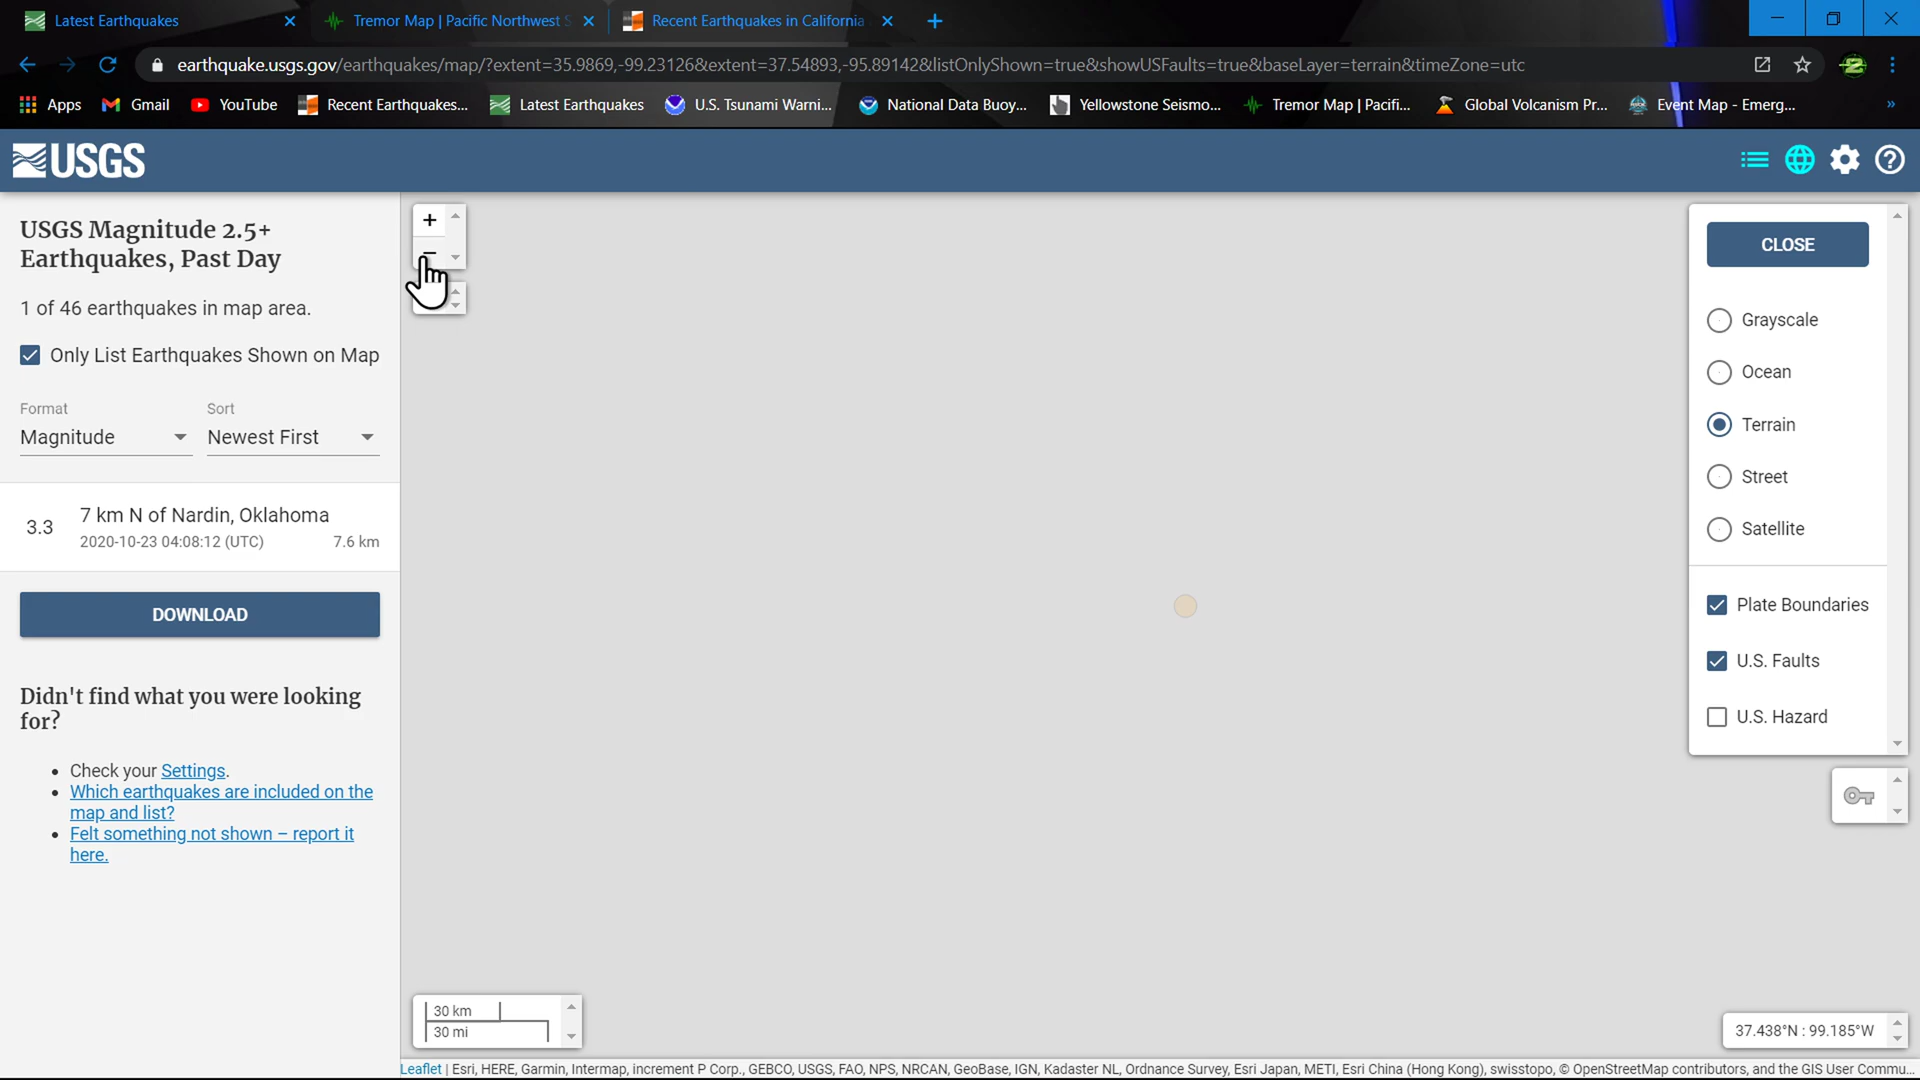 Latest Earthquakes
Tremor Map | Pacific Northwest S
Recent Earthquakes in California
earthquake.usgs.gov/earthquakes/map/?extent=35.9869,-99.23126&extent=37.54893,-95.89142&listOnlyShown=true&showUSFaults=true&baseLayer=terrain&timeZone=utc
Apps
Gmail
YouTube
Recent Earthquakes...
Latest Earthquakes
U.S. Tsunami Warni...
National Data Buoy...
Yellowstone Seismo...
Tremor Map | Pacifi...
Global Volcanism Pr...
Event Map - Emerg...
»
USGS
USGS Magnitude 2.5+
Earthquakes, Past Day
1 of 46 earthquakes in map area.
Only List Earthquakes Shown on Map
Format
Magnitude
Sort
Newest First
3.3
7 km N of Nardin, Oklahoma
2020-10-23 04:08:12 (UTC)
7.6 km
DOWNLOAD
Didn't find what you were looking
for?
• Check your Settings.
• Which earthquakes are included on the
map and list?
• Felt something not shown – report it
here.
+
−
CLOSE
Grayscale
Ocean
Terrain
Street
Satellite
Plate Boundaries
U.S. Faults
U.S. Hazard
30 km
30 mi
37.438°N : 99.185°W
Leaflet | Esri, HERE, Garmin, Intermap, increment P Corp., GEBCO, USGS, FAO, NPS, NRCAN, GeoBase, IGN, Kadaster NL, Ordnance Survey, Esri Japan, METI, Esri China (Hong Kong), swisstopo, © OpenStreetMap contributors, and the GIS User Commu...